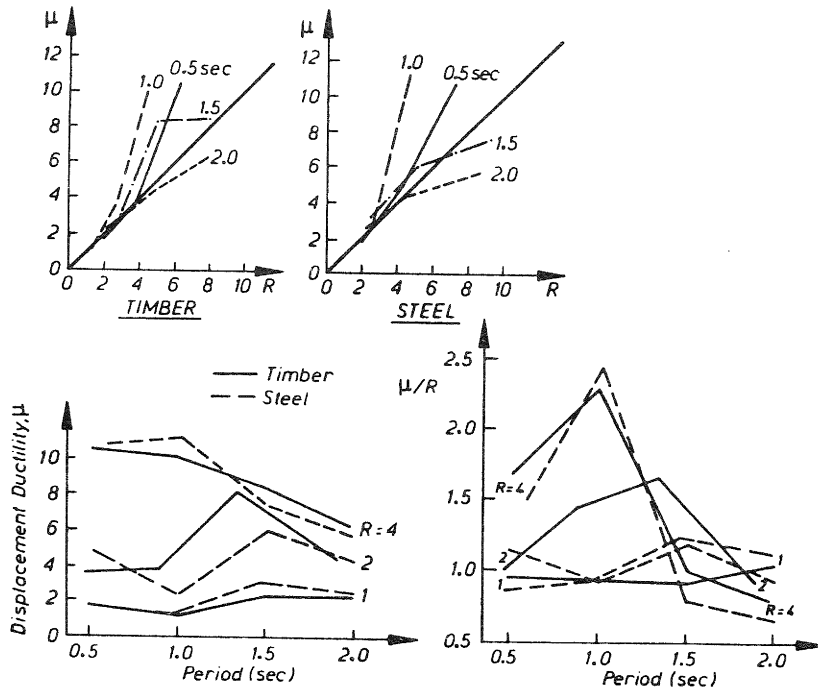 μ
12
10
8
6
4
2
0
1.0
0.5 sec
1.5
2.0
0 2 4 6 8 10 R
TIMBER
μ
12
10
8
6
4
2
0
1.0
0.5 sec
1.5
2.0
0 2 4 6 8 R
STEEL
Timber
Steel
Displacement Ductility, μ
10
8
6
4
2
0
R=4
2
1
0.5 1.0 1.5 2.0
Period (sec)
μ/R
2.5
2.0
1.5
1.0
0.5
R=4
2
1
1
2
R=4
0.5 1.0 1.5 2.0
Period (sec)